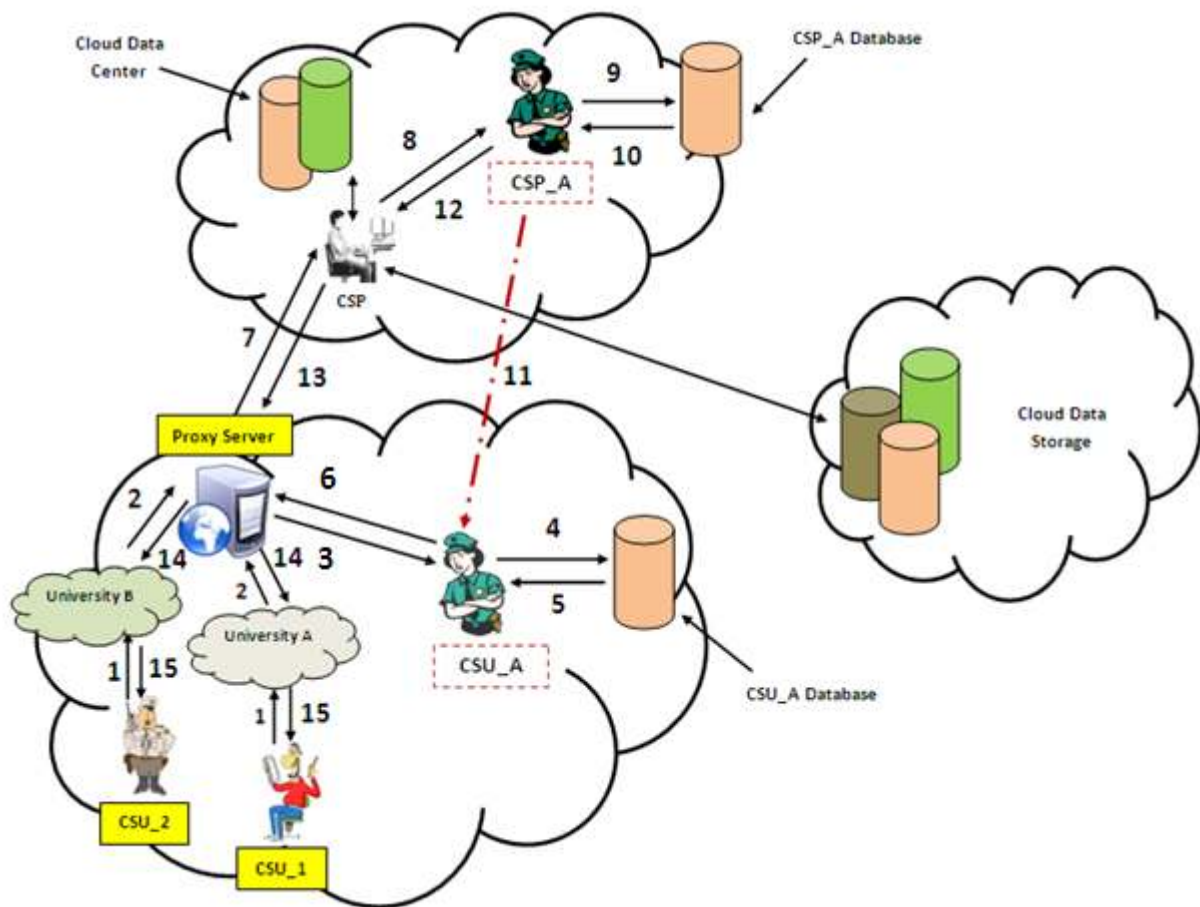 Cloud Data
Center
9
CSP_A Database
8
10
CSP_A
12
CSP
7
13
11
Cloud Data
Storage
Proxy Server
6
2
4
14
14
3
5
2
University B
University A
CSU_A
1
15
CSU_A Database
1
15
CSU_2
CSU_1